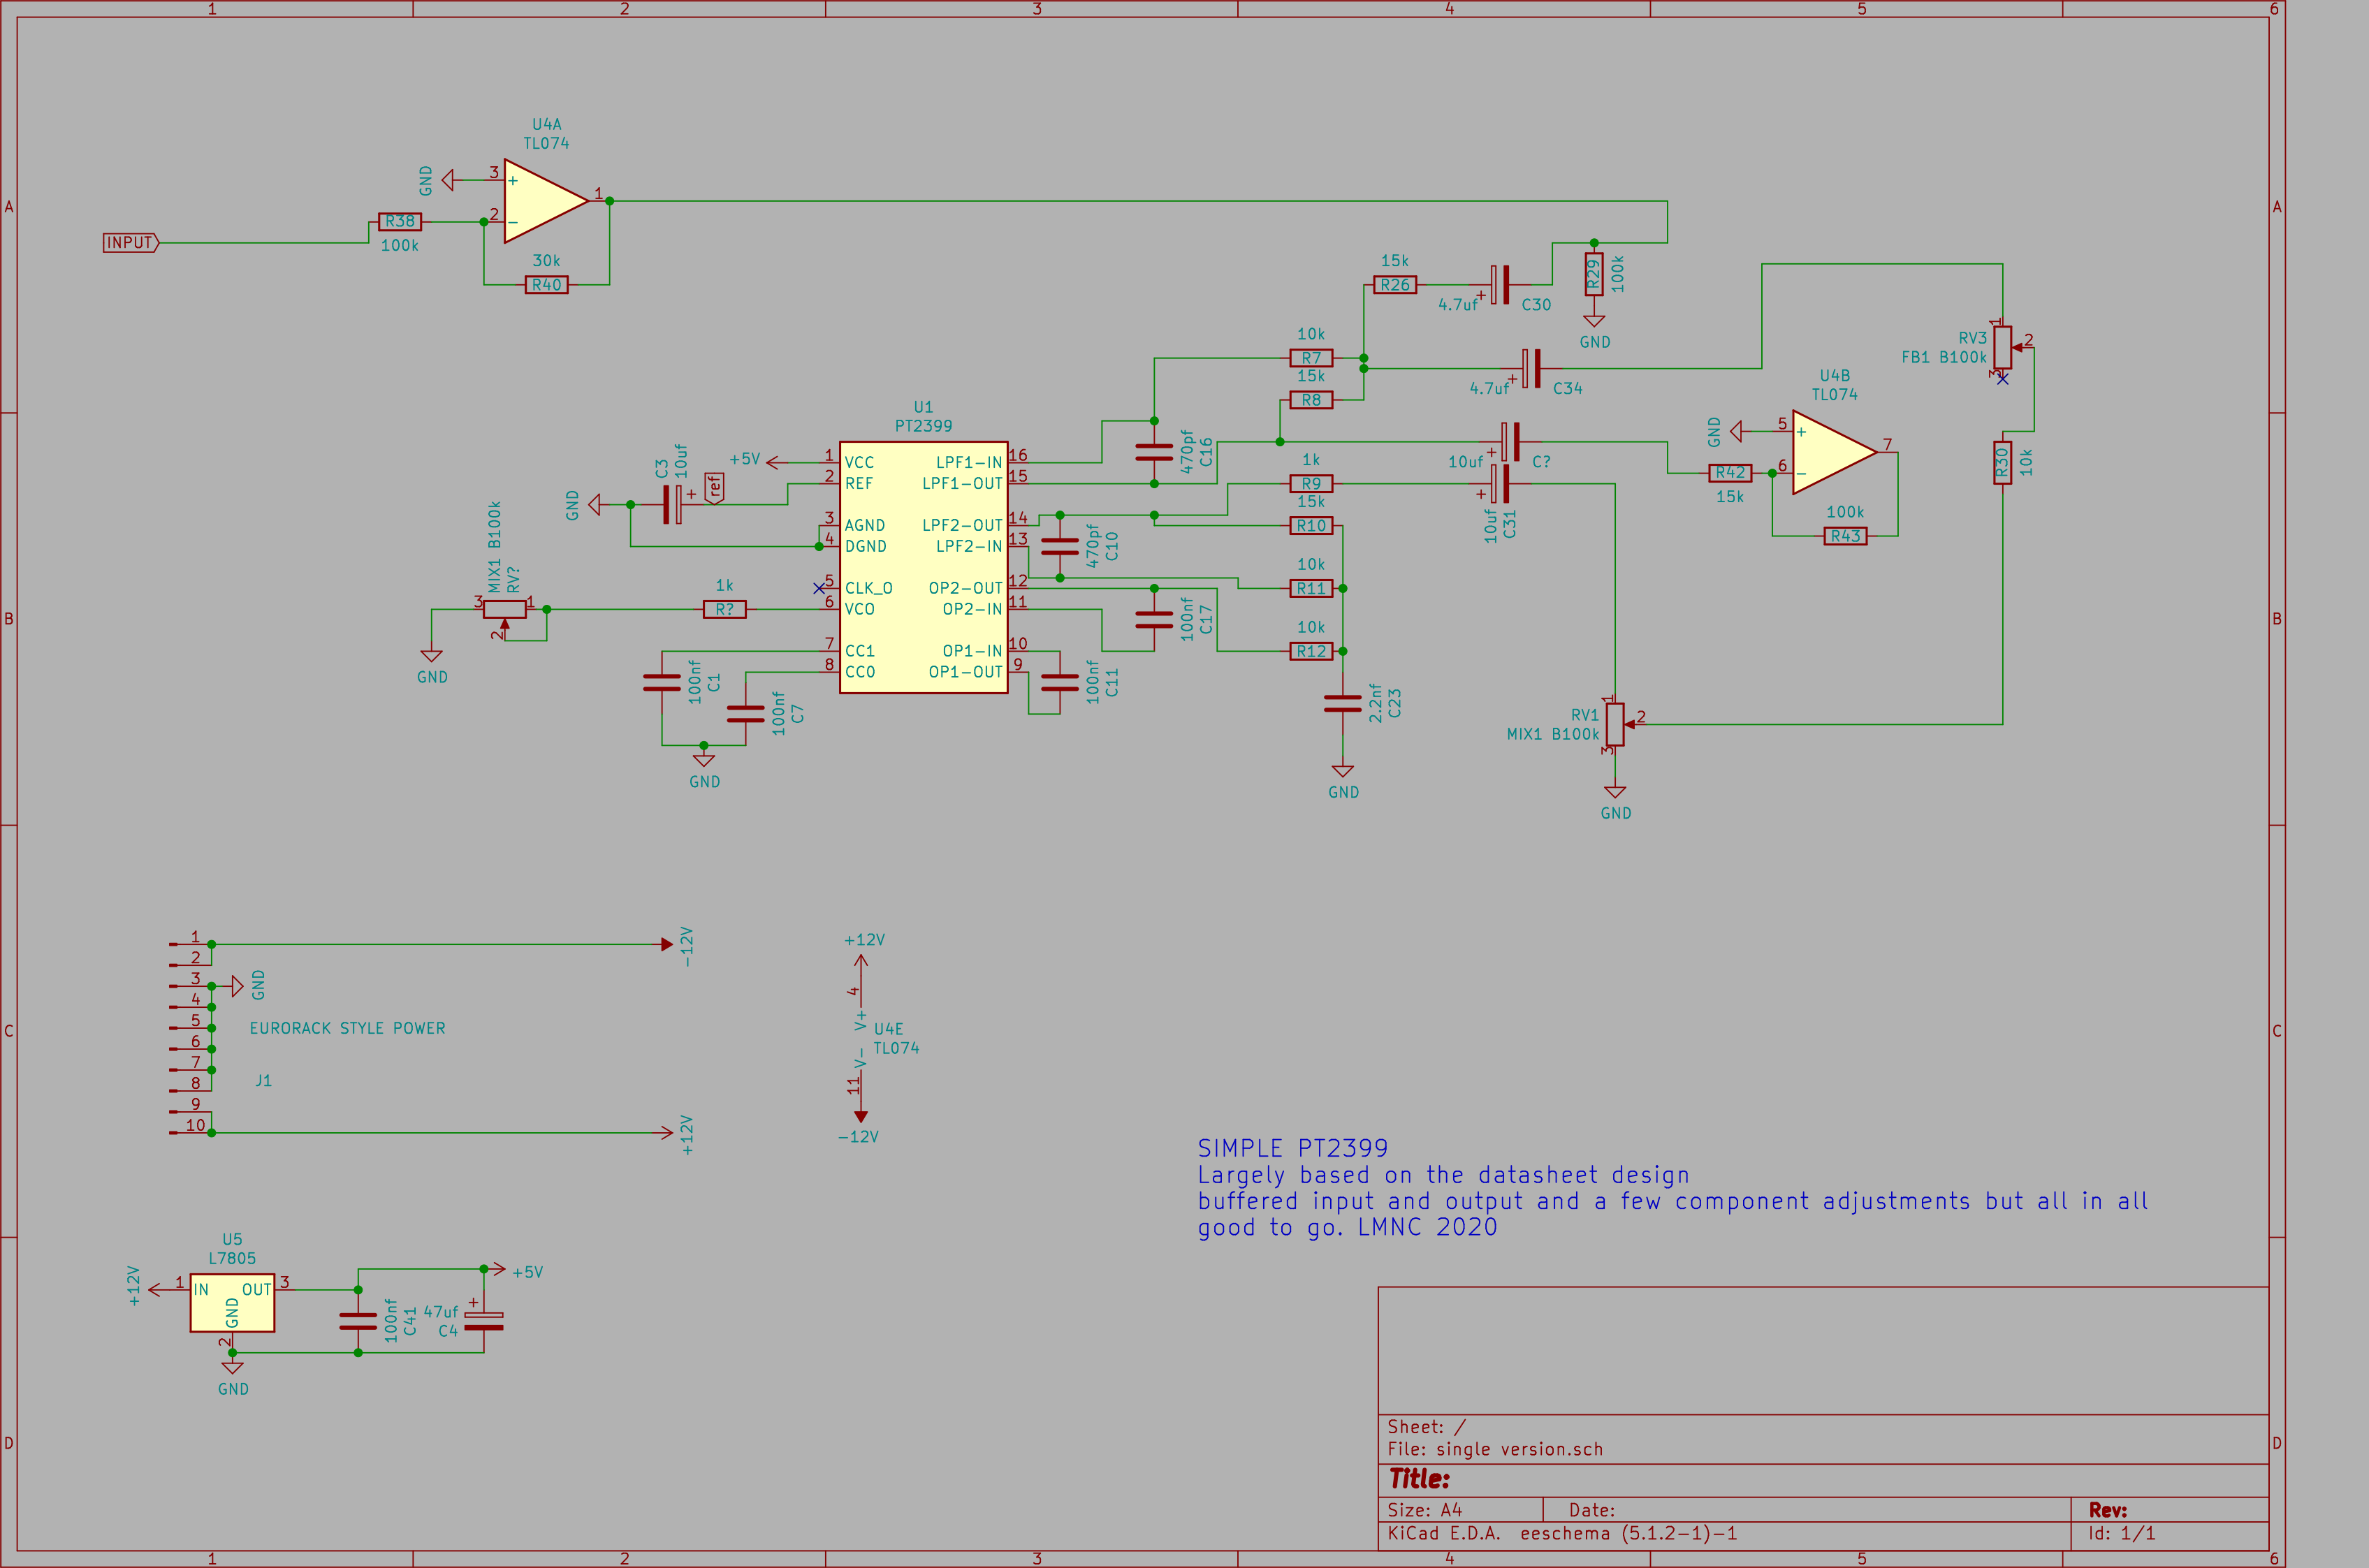 1 2 3 4 5 6
A A
B B
C C
D D
1 2 3 4 5 6
U4A
TL074
GND
3
+
2
−
1
INPUT
R38
100k
30k
R40
15k
R26
4.7uf
+
C30
R29
100k
GND
10k
R7
15k
R8
4.7uf
+
C34
RV3
FB1 B100k
1
2
3
R30
10k
U4B
TL074
GND
5
+
6
−
7
R42
15k
100k
R43
10uf
+
C?
1k
R9
+
10uf
C31
15k
R10
10k
R11
10k
R12
2.2nf
C23
GND
RV1
MIX1 B100k
1
2
3
GND
U1
PT2399
1 VCC
2 REF
3 AGND
4 DGND
5 CLK_O
6 VCO
7 CC1
8 CC0
LPF1-IN 16
LPF1-OUT 15
LPF2-OUT 14
LPF2-IN 13
OP2-OUT 12
OP2-IN 11
OP1-IN 10
OP1-OUT 9
+5V
ref
GND
C3
10uf
+
MIX1 B100k
RV?
3
1
2
GND
1k
R?
100nf
C1
100nf
C7
GND
470pf
C16
470pf
C10
100nf
C17
100nf
C11
1
2
3
4
5
6
7
8
9
10
-12V
GND
EURORACK STYLE POWER
J1
+12V
+12V
4
V+
U4E
TL074
V-
11
-12V
SIMPLE PT2399
Largely based on the datasheet design
buffered input and output and a few component adjustments but all in all
good to go. LMNC 2020
U5
L7805
+12V
1
IN
OUT
3
GND
2
GND
100nf
C41
+
47uf
C4
+5V
Sheet: /
File: single version.sch
Title:
Size: A4
Date:
Rev:
KiCad E.D.A. eeschema (5.1.2-1)-1
Id: 1/1